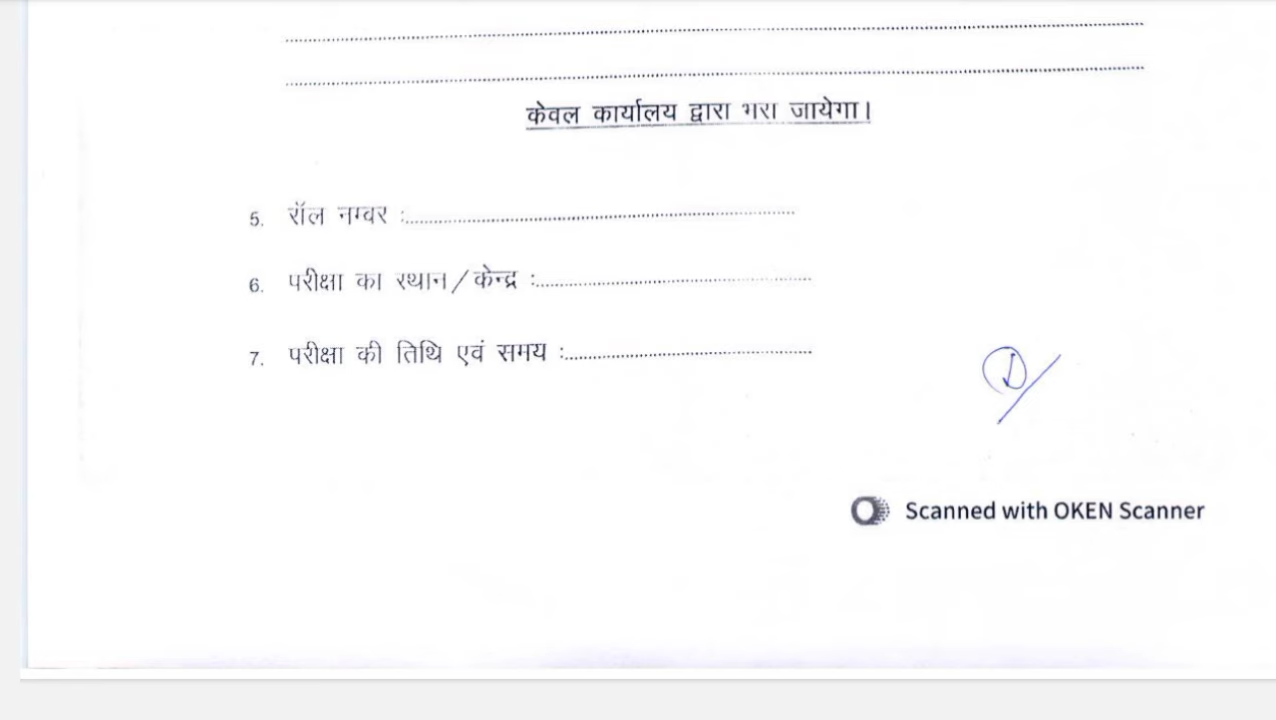 केवल कार्यालय द्वारा भरा जायेगा।
5. रॉल नम्बर :........................
6. परीक्षा का स्थान/केन्द्र :........................
7. परीक्षा की तिथि एवं समय :........................
Scanned with OKEN Scanner